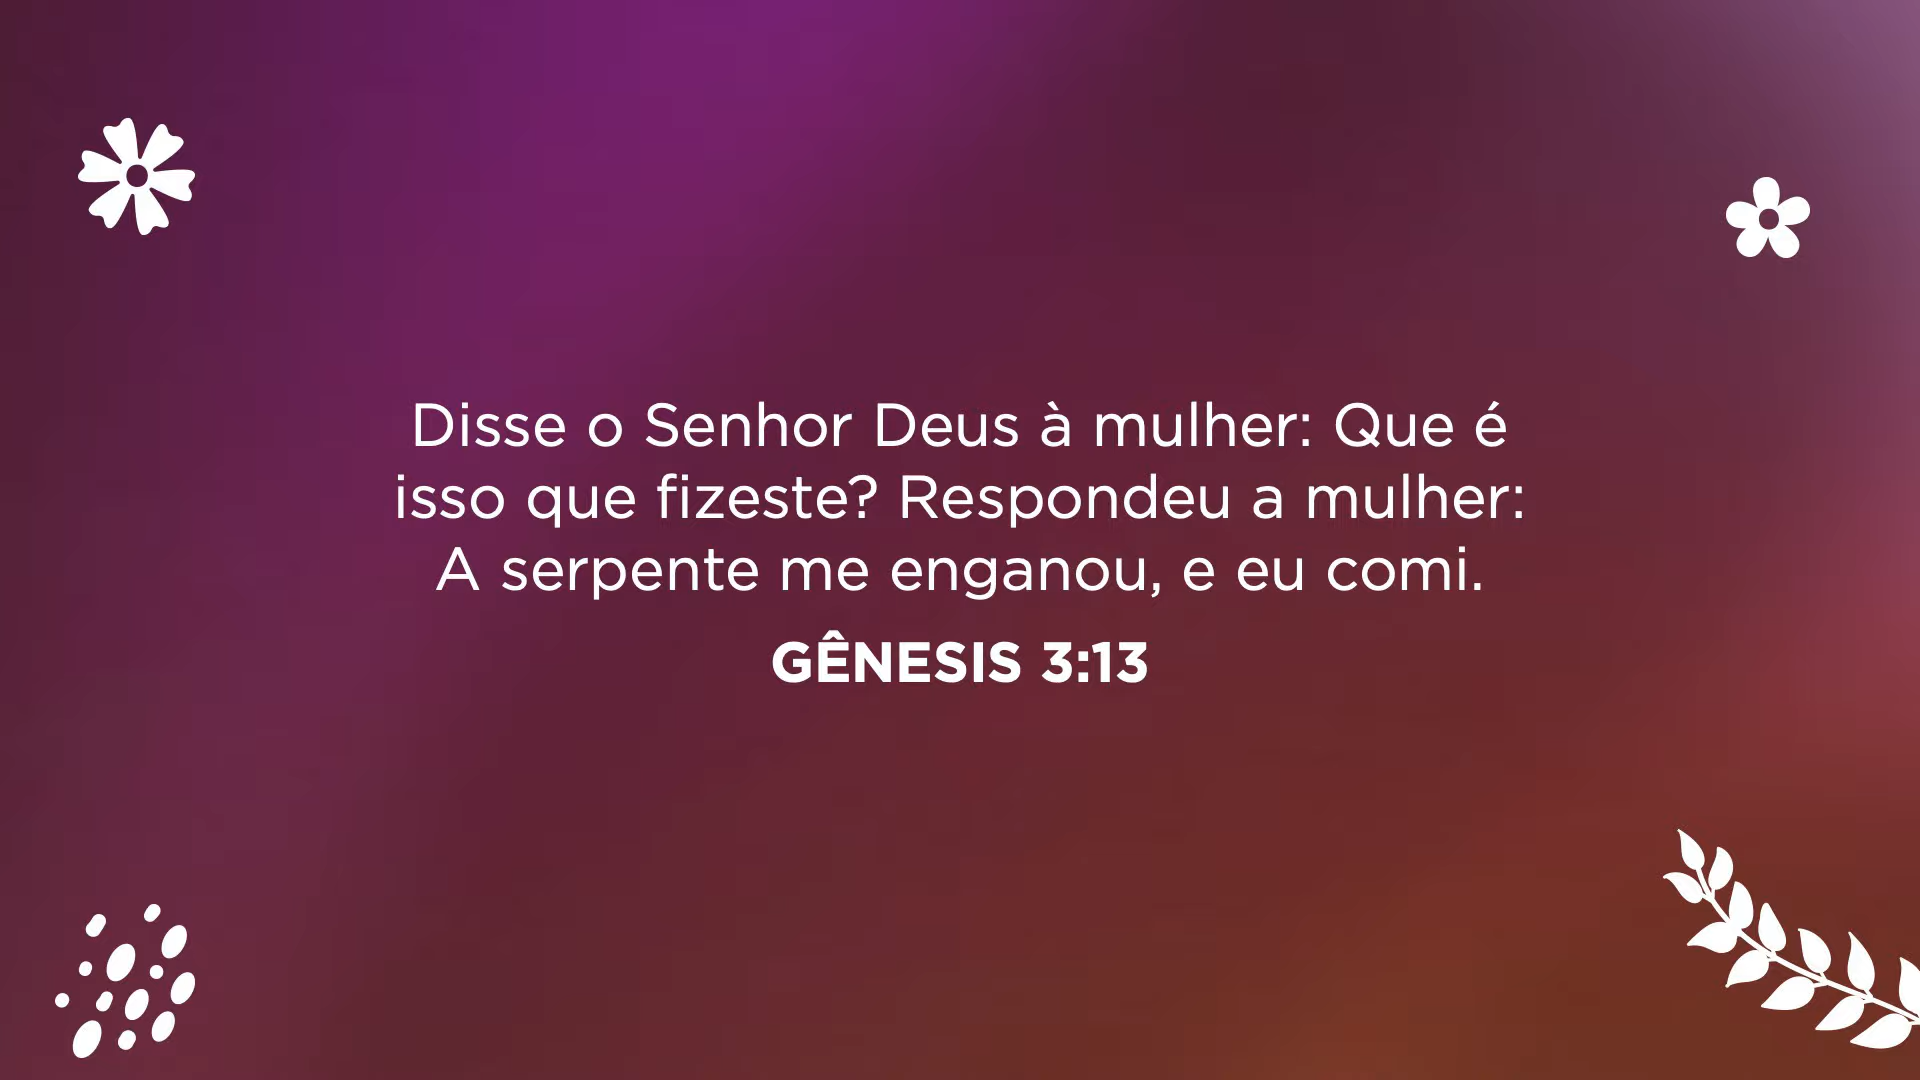 Disse o Senhor Deus à mulher: Que é
isso que fizeste? Respondeu a mulher:
A serpente me enganou, e eu comi.
GÊNESIS 3:13